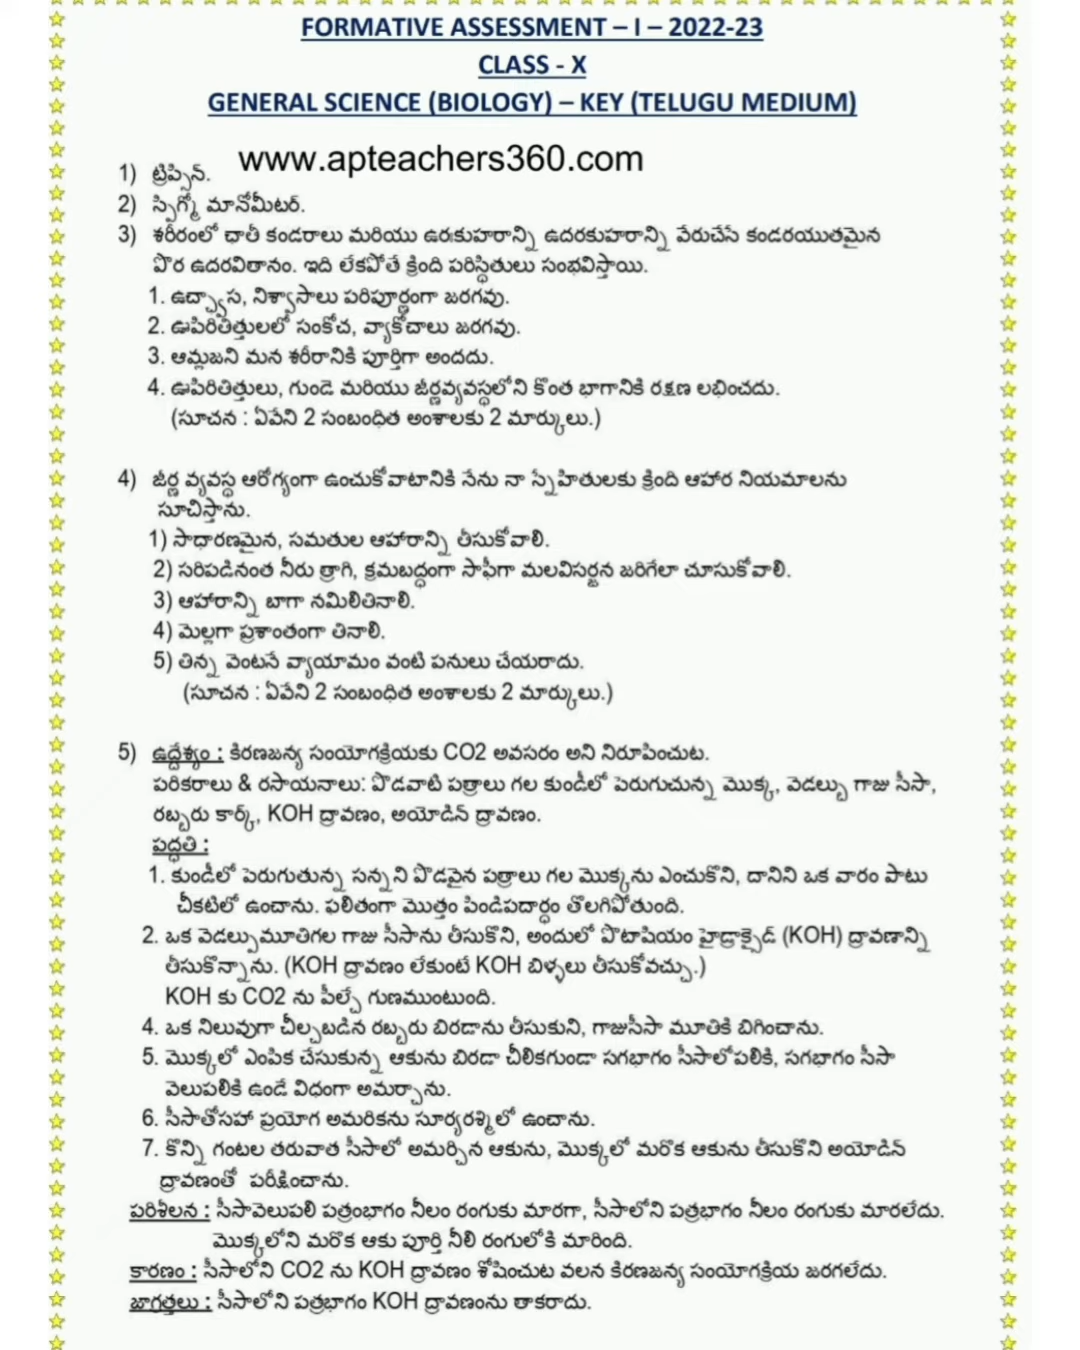 FORMATIVE ASSESSMENT – I – 2022-23
CLASS - X
GENERAL SCIENCE (BIOLOGY) – KEY (TELUGU MEDIUM)
www.apteachers360.com
1) ట్రిప్సిన్.
2) స్పిగ్మో మానోమీటర్.
3) శరీరంలో ఛాతీ కండరాలు మరియు ఉరఃకుహరాన్ని ఉదరకుహరాన్ని వేరుచేసే కండరయుతమైన
పొర ఉదరవితానం. ఇది లేకపోతే క్రింది పరిస్థితులు సంభవిస్తాయి.
1. ఉచ్ఛ్వాస, నిశ్వాసాలు పరిపూర్ణంగా జరగవు.
2. ఊపిరితిత్తులలో సంకోచ, వ్యాకోచాలు జరగవు.
3. ఆమ్లజని మన శరీరానికి పూర్తిగా అందదు.
4. ఊపిరితిత్తులు, గుండె మరియు జీర్ణవ్యవస్థలోని కొంత భాగానికి రక్షణ లభించదు.
(సూచన : ఏవేని 2 సంబంధిత అంశాలకు 2 మార్కులు.)
4) జీర్ణ వ్యవస్థ ఆరోగ్యంగా ఉంచుకోవాటానికి నేను నా స్నేహితులకు క్రింది ఆహార నియమాలను
సూచిస్తాను.
1) సాధారణమైన, సమతుల ఆహారాన్ని తీసుకోవాలి.
2) సరిపడినంత నీరు త్రాగి, క్రమబద్ధంగా సాఫీగా మలవిసర్జన జరిగేలా చూసుకోవాలి.
3) ఆహారాన్ని బాగా నమిలితినాలి.
4) మెల్లగా ప్రశాంతంగా తినాలి.
5) తిన్న వెంటనే వ్యాయామం వంటి పనులు చేయరాదు.
(సూచన : ఏవేని 2 సంబంధిత అంశాలకు 2 మార్కులు.)
5) ఉద్దేశ్యం : కిరణజన్య సంయోగక్రియకు CO2 అవసరం అని నిరూపించుట.
పరికరాలు & రసాయనాలు: పొడవాటి పత్రాలు గల కుండీలో పెరుగుచున్న మొక్క, వెడల్పు గాజు సీసా,
రబ్బరు కార్క్, KOH ద్రావణం, అయోడిన్ ద్రావణం.
పద్ధతి :
1. కుండీలో పెరుగుతున్న సన్నని పొడవైన పత్రాలు గల మొక్కను ఎంచుకొని, దానిని ఒక వారం పాటు
చీకటిలో ఉంచాను. ఫలితంగా మొత్తం పిండిపదార్థం తొలగిపోతుంది.
2. ఒక వెడల్పుమూతిగల గాజు సీసాను తీసుకొని, అందులో పొటాషియం హైడ్రాక్సైడ్ (KOH) ద్రావణాన్ని
తీసుకొన్నాను. (KOH ద్రావణం లేకుంటే KOH బిళ్ళలు తీసుకోవచ్చు.)
KOH కు CO2 ను పీల్చే గుణముంటుంది.
4. ఒక నిలువుగా చీల్చబడిన రబ్బరు బిరడాను తీసుకుని, గాజుసీసా మూతికి బిగించాను.
5. మొక్కలో ఎంపిక చేసుకున్న ఆకును బిరడా చీలికగుండా సగభాగం సీసాలోపలికి, సగభాగం సీసా
వెలుపలికి ఉండే విధంగా అమర్చాను.
6. సీసాతోసహా ప్రయోగ అమరికను సూర్యరశ్మిలో ఉంచాను.
7. కొన్ని గంటల తరువాత సీసాలో అమర్చిన ఆకును, మొక్కలో మరొక ఆకును తీసుకొని అయోడిన్
ద్రావణంతో పరీక్షించాను.
పరిశీలన : సీసావెలుపలి పత్రంభాగం నీలం రంగుకు మారగా, సీసాలోని పత్రభాగం నీలం రంగుకు మారలేదు.
మొక్కలోని మరొక ఆకు పూర్తి నీలి రంగులోకి మారింది.
కారణం : సీసాలోని CO2 ను KOH ద్రావణం శోషించుట వలన కిరణజన్య సంయోగక్రియ జరగలేదు.
జాగ్రత్తలు : సీసాలోని పత్రభాగం KOH ద్రావణంను తాకరాదు.